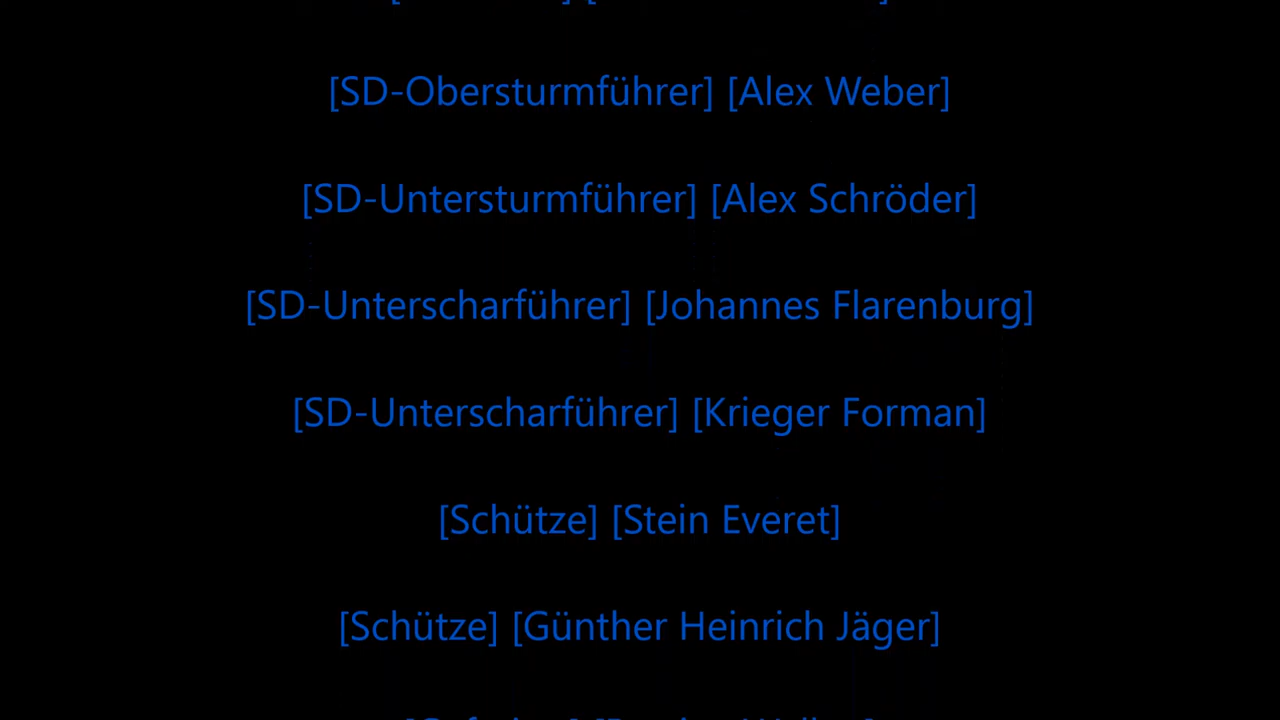 [SD-Obersturmführer] [Alex Weber]
[SD-Untersturmführer] [Alex Schröder]
[SD-Unterscharführer] [Johannes Flarenburg]
[SD-Unterscharführer] [Krieger Forman]
[Schütze] [Stein Everet]
[Schütze] [Günther Heinrich Jäger]